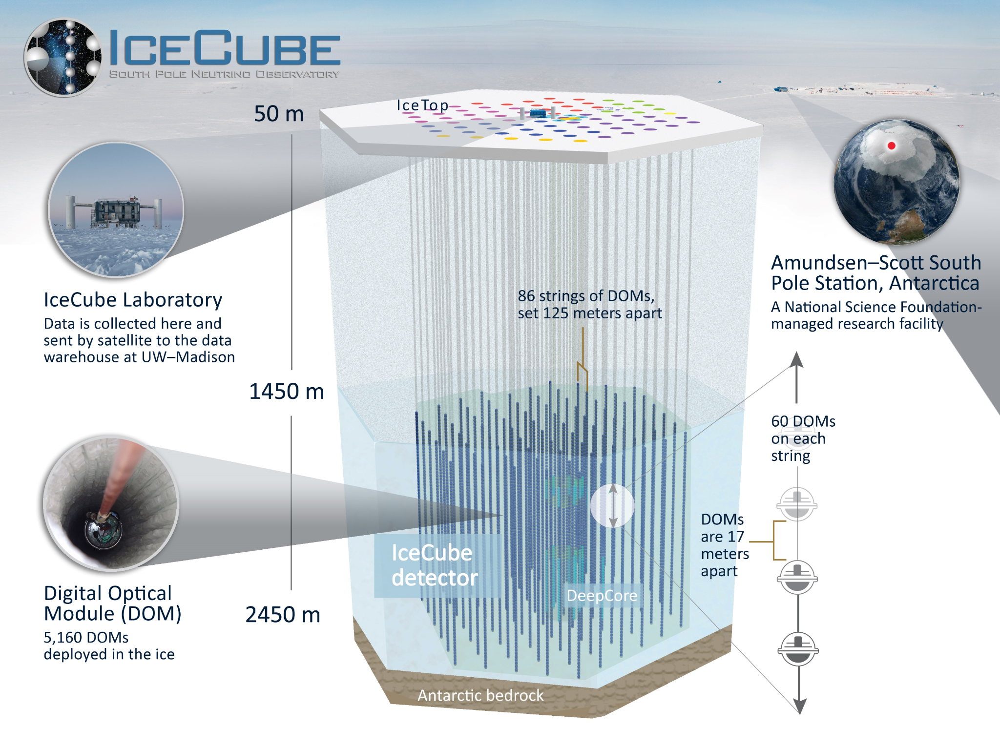 ICECUBE
SOUTH POLE NEUTRINO OBSERVATORY
IceTop
50 m
1450 m
2450 m
IceCube Laboratory
Data is collected here and
sent by satellite to the data
warehouse at UW–Madison
Digital Optical
Module (DOM)
5,160 DOMs
deployed in the ice
86 strings of DOMs,
set 125 meters apart
IceCube
detector
DeepCore
Antarctic bedrock
Amundsen–Scott South
Pole Station, Antarctica
A National Science Foundation-
managed research facility
60 DOMs
on each
string
DOMs
are 17
meters
apart